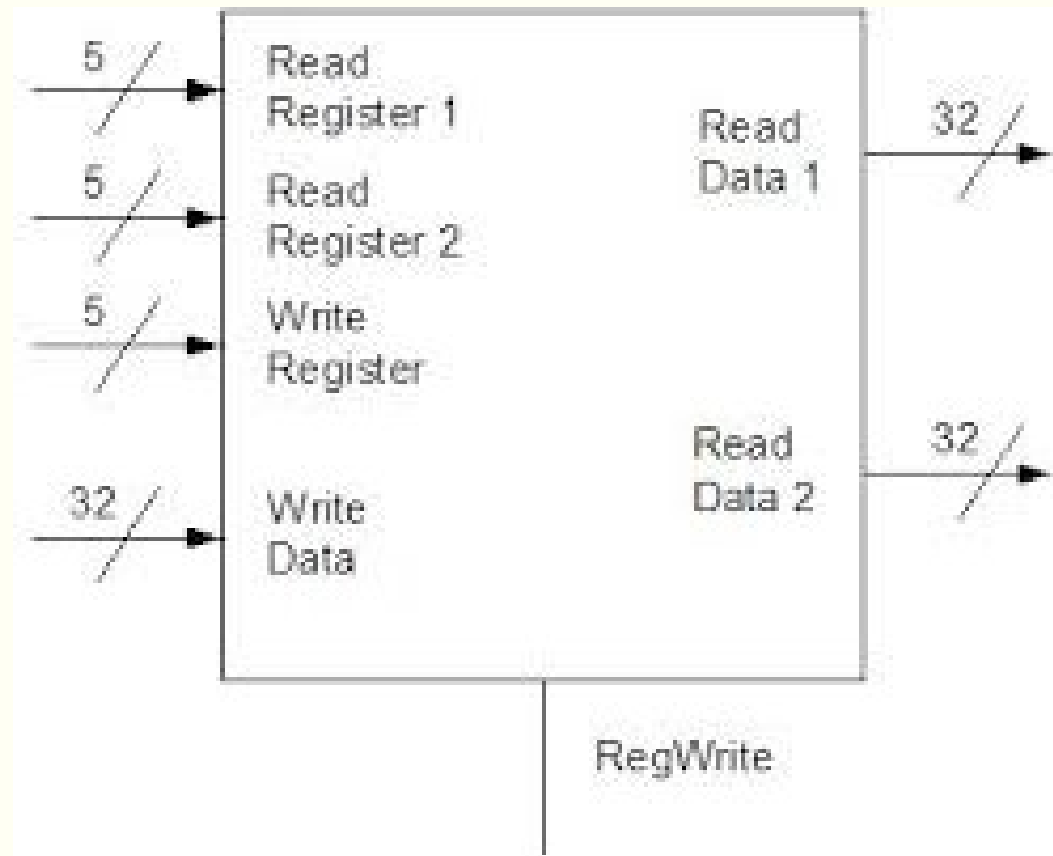 5
Read
Register 1
5
Read
Register 2
5
Write
Register
32
Write
Data
Read
Data 1
32
Read
Data 2
32
RegWrite